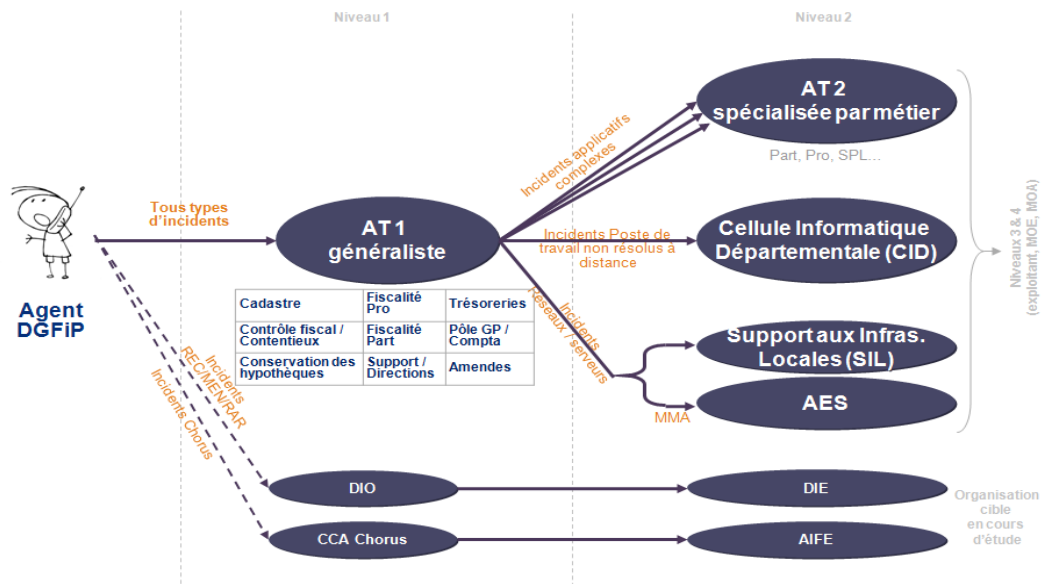 Niveau 1
Niveau 2
AT 2
spécialisée par métier
Part, Pro, SPL...
Incidents applicatifs
complexes
Tous types
d'incidents
AT 1
généraliste
Incidents Poste de
travail non résolus à
distance
Cellule Informatique
Départementale (CID)
Niveaux 3 & 4
(exploitant, MOE, MOA)
Agent
DGFiP
Cadastre
Fiscalité
Pro
Trésoreries
Contrôle fiscal /
Contentieux
Fiscalité
Part
Pôle GP /
Compta
Conservation des
hypothèques
Support /
Directions
Amendes
Incidents
Réseaux / serveurs
Support aux Infras.
Locales (SIL)
MMA
AES
Incidents
REC/MEN/RAR
Incidents Chorus
DIO
DIE
CCA Chorus
AIFE
Organisation
cible
en cours
d'étude